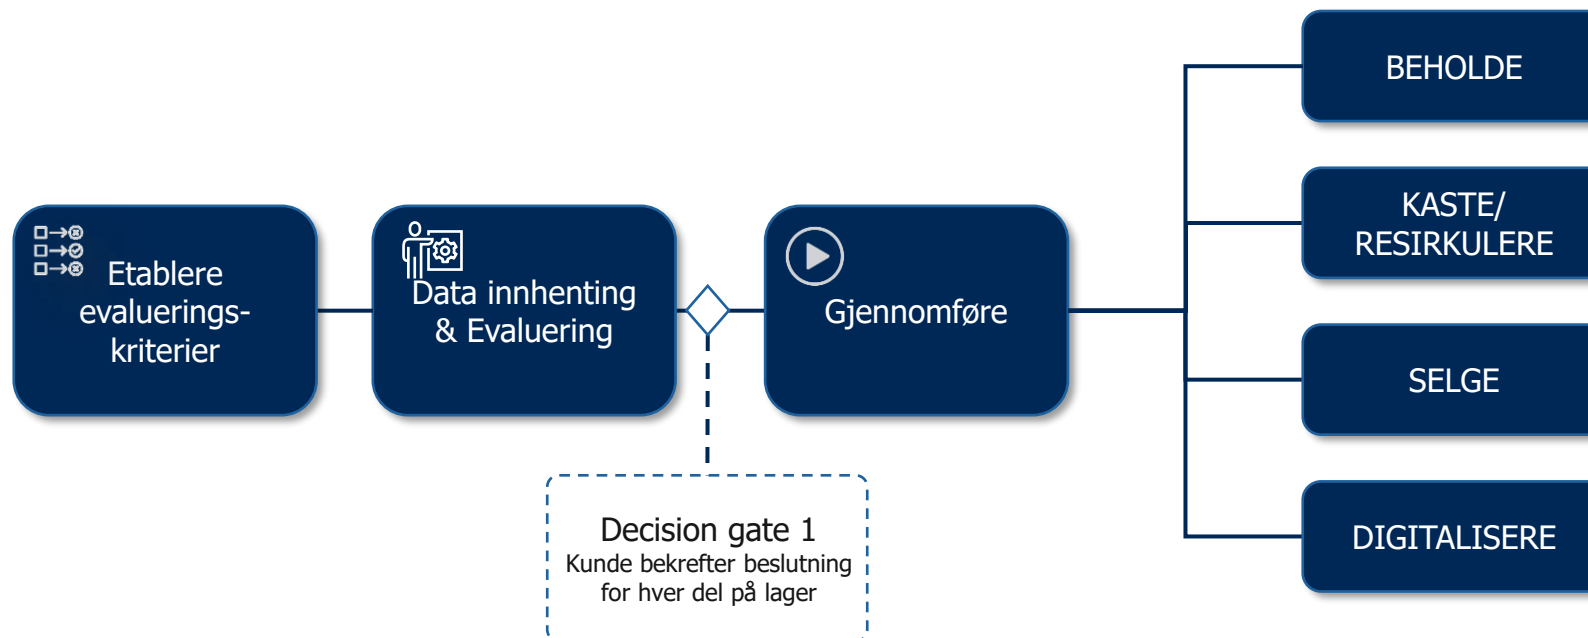 Etablere
evaluerings-
kriterier
Data innhenting
& Evaluering
Decision gate 1
Kunde bekrefter beslutning
for hver del på lager
Gjennomføre
BEHOLDE
KASTE/
RESIRKULERE
SELGE
DIGITALISERE